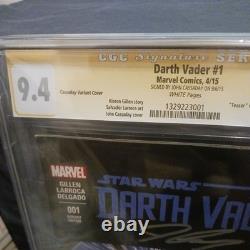 CGC Signature SERIES
Cassaday Variant Cover
9.4
Darth Vader #1
Marvel Comics, 4/15
SIGNED BY JOHN CASSADAY ON 9/6/15
WHITE Pages
Kieron Gillen story
Salvador Larroca art
John Cassaday cover
1329223001
"Teaser"
001
MARVEL
GILLEN
LARROCA
DELGADO
STAR WARS
DARTH VA